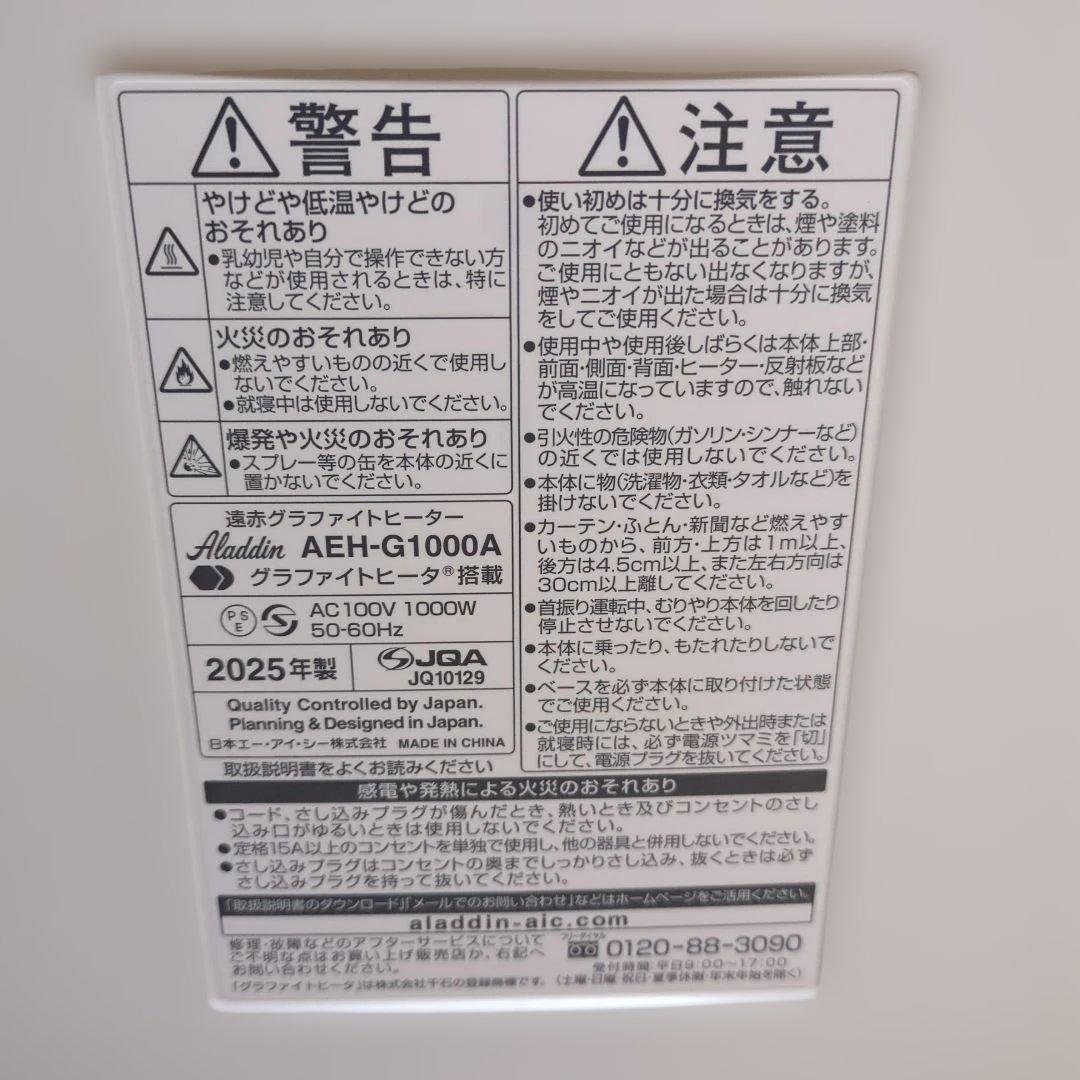 警告
やけどや低温やけどの
おそれあり
●乳幼児や自分で操作できない方
などが使用されるときは、特に
注意してください。
火災のおそれあり
●燃えやすいものの近くで使用し
ないでください。
●就寝中は使用しないでください。
爆発や火災のおそれあり
●スプレー等の缶を本体の近くに
置かないでください。
遠赤グラファイトヒーター
Aladdin AEH-G1000A
グラファイトヒータ®搭載
PS
E
AC100V 1000W
50-60Hz
2025年製
JQA
JQ10129
Quality Controlled by Japan.
Planning & Designed in Japan.
日本エー・アイ・シー株式会社 MADE IN CHINA
取扱説明書をよくお読みください
注意
●使い初めは十分に換気をする。
初めてご使用になるときは、煙や塗料
のニオイなどが出ることがあります。
ご使用にともない出なくなりますが、
煙やニオイが出た場合は十分に換気
をしてご使用ください。
●使用中や使用後しばらくは本体上部・
前面・側面・背面・ヒーター・反射板など
が高温になっていますので、触れない
でください。
●引火性の危険物(ガソリン・シンナーなど)
の近くでは使用しないでください。
●本体に物(洗濯物・衣類・タオルなど)を
掛けないでください。
●カーテン・ふとん・新聞など燃えやす
いものから、前方・上方は1m以上、
後方は4.5cm以上、また左右方向は
30cm以上離してください。
●首振り運転中、むりやり本体を回したり
停止させないでください。
●本体に乗ったり、もたれたりしないで
ください。
●ベースを必ず本体に取り付けた状態
でご使用ください。
●ご使用にならないときや外出時または
就寝時には、必ず電源ツマミを「切」
にして、電源プラグを抜いてください。
感電や発熱による火災のおそれあり
●コード、さし込みプラグが傷んだとき、熱いとき及びコンセントのさし
込み口がゆるいときは使用しないでください。
●定格15A以上のコンセントを単独で使用し、他の器具と併用しないでください。
●さし込みプラグはコンセントの奥までしっかりさし込み、抜くときは必ず
さし込みプラグを持って抜いてください。
「取扱説明書のダウンロード」「メールでのお問い合わせ」などはホームページをご活用ください。
aladdin-aic.com
修理・故障などのアフターサービスについて
ご不明な点はお買い上げ販売店か、右記へ
お問い合わせください。
フリーダイヤル
0120-88-3090
受付時間:平日9:00〜17:00
(土曜・日曜・祝日・夏季休暇・年末年始を除く)
「グラファイトヒータ」は株式会社千石の登録商標です。